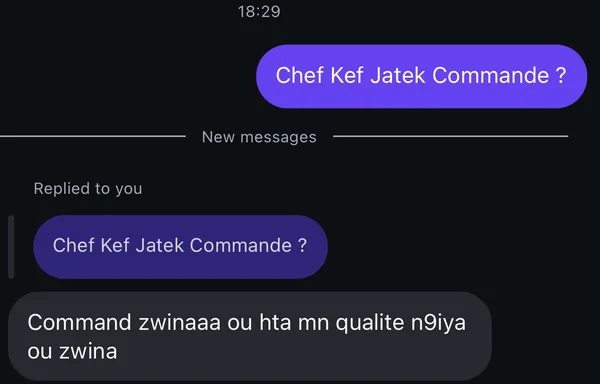 18:29
Chef Kef Jatek Commande ?
New messages
Replied to you
Chef Kef Jatek Commande ?
Command zwinaaa ou hta mn qualite n9iya
ou zwina